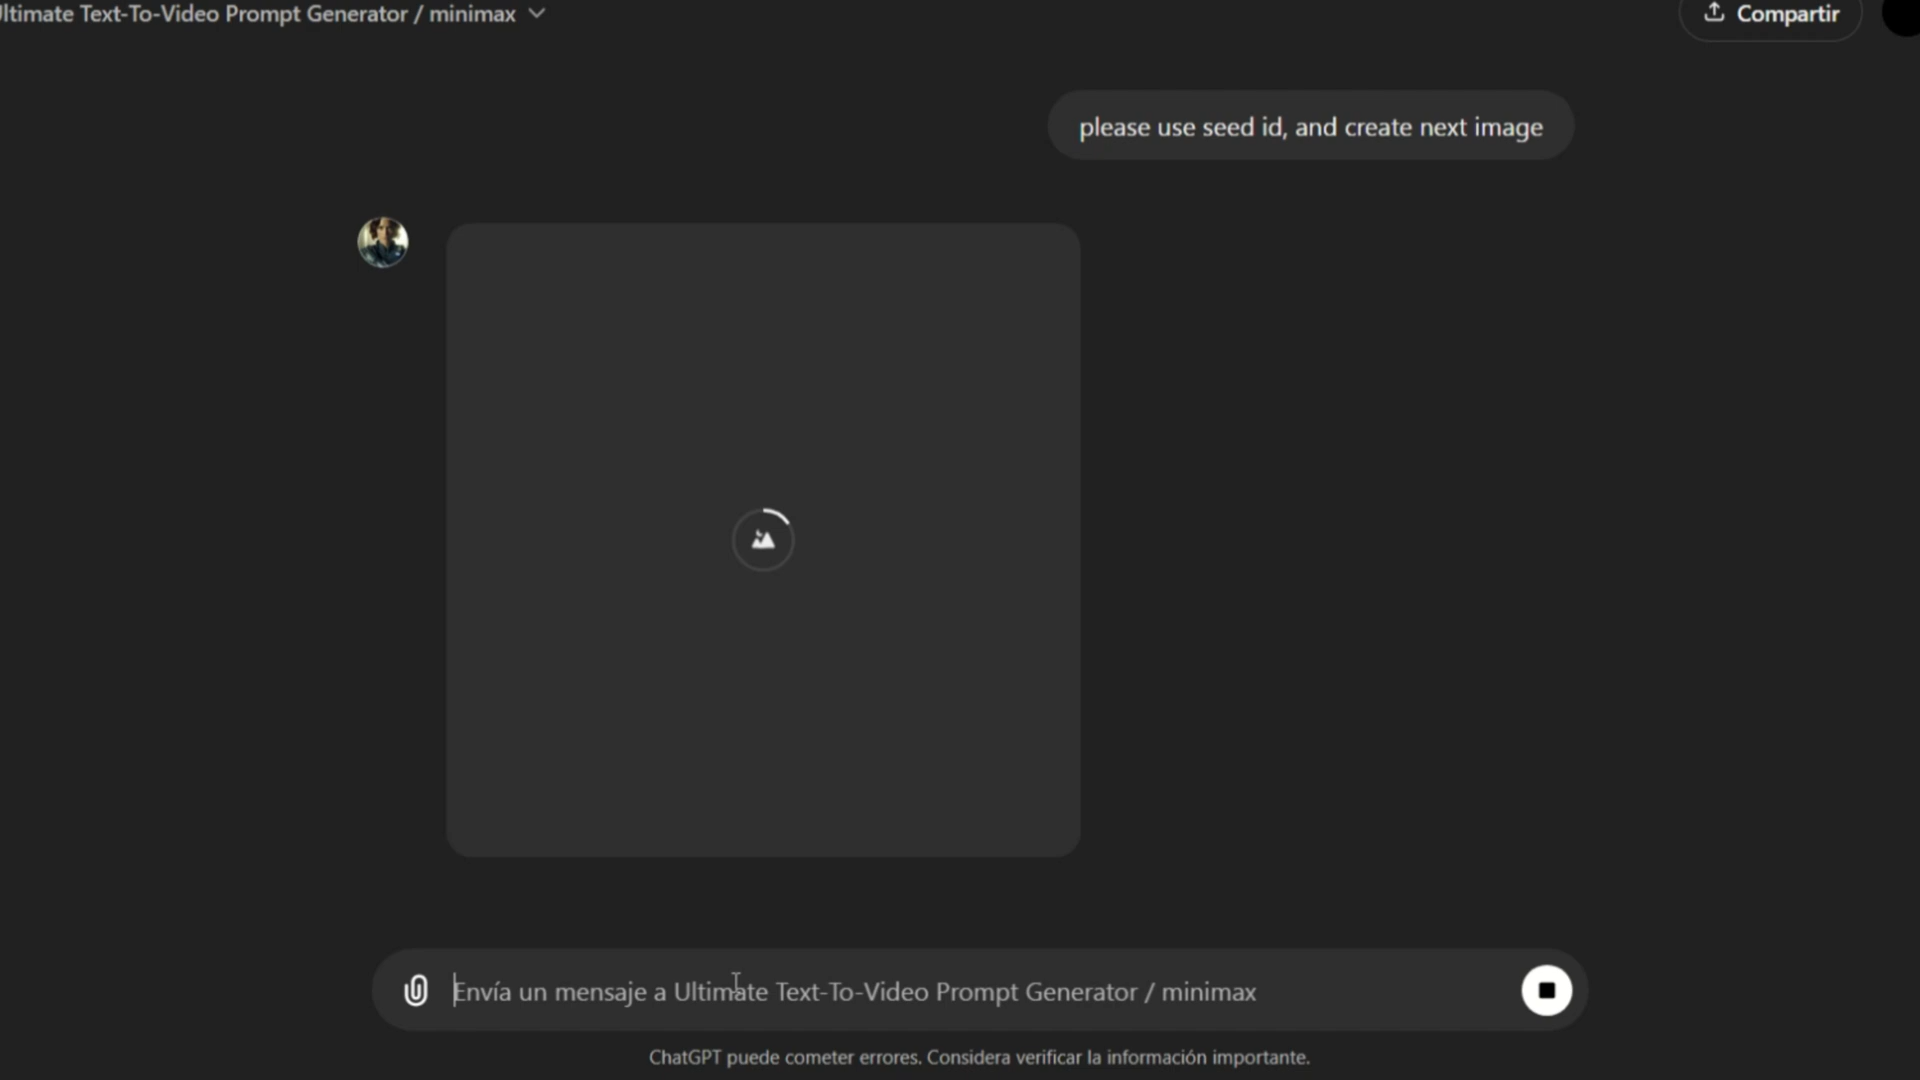 ltimate Text-To-Video Prompt Generator / minimax
Compartir
please use seed id, and create next image
Envía un mensaje a Ultimate Text-To-Video Prompt Generator / minimax
ChatGPT puede cometer errores. Considera verificar la información importante.